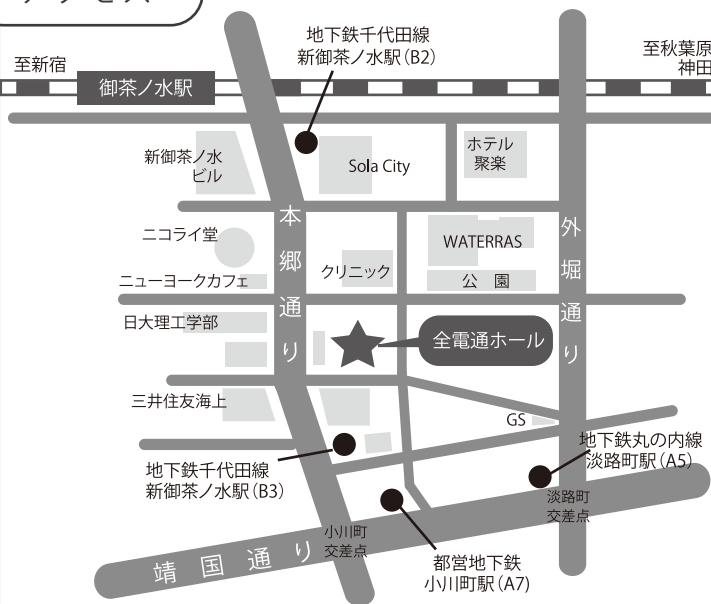 地下鉄千代田線
新御茶ノ水駅(B2)
至新宿
至秋葉原
神田
御茶ノ水駅
新御茶ノ水
ビル
Sola City
ホテル
聚楽
本郷通り
外堀通り
ニコライ堂
WATERRAS
クリニック
ニューヨークカフェ
公 園
日大理工学部
全電通ホール
三井住友海上
GS
地下鉄丸の内線
淡路町駅(A5)
地下鉄千代田線
新御茶ノ水駅(B3)
淡路町
交差点
小川町
交差点
靖国通り
都営地下鉄
小川町駅(A7)